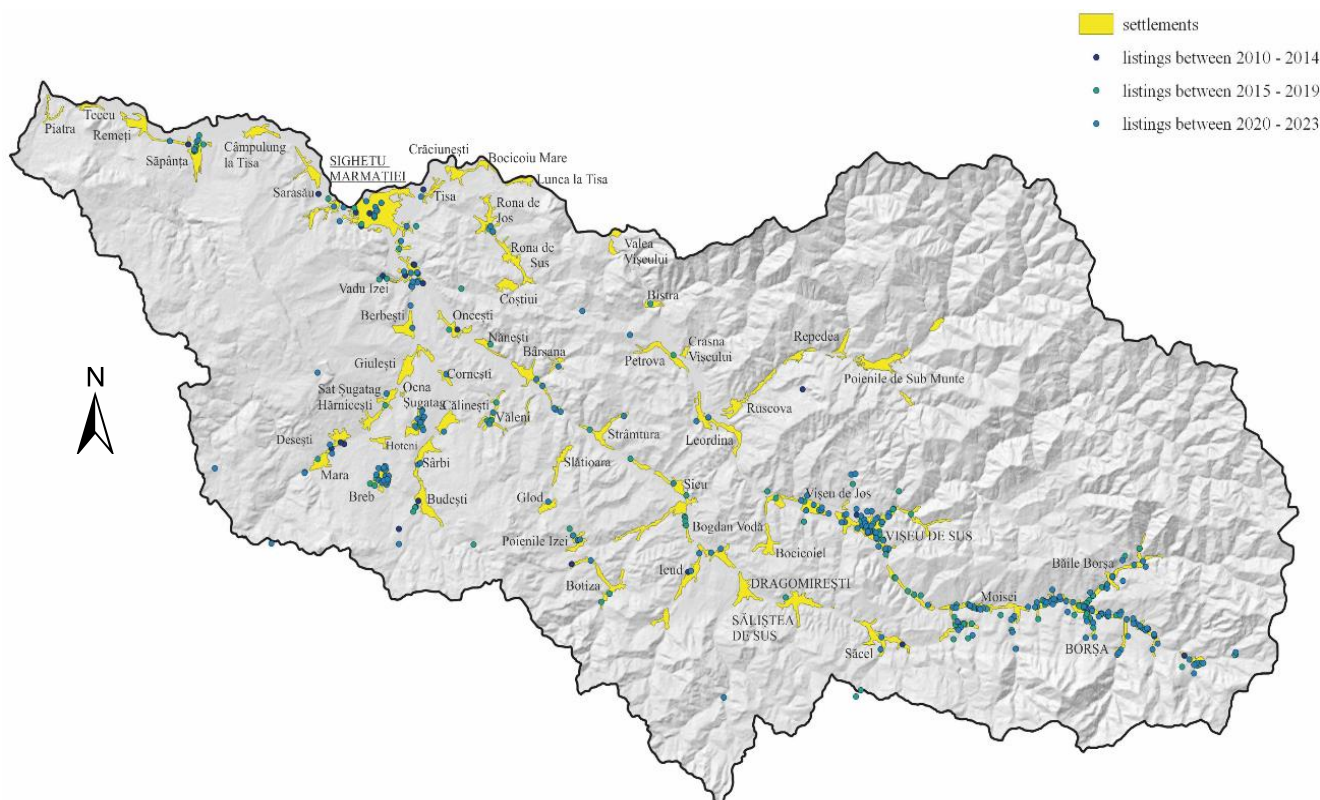 settlements
listings between 2010 - 2014
listings between 2015 - 2019
listings between 2020 - 2023
Piatra
Teceu
Remeți
Săpânța
Câmpulung
la Tisa
SIGHETU
MARMAȚIEI
Sarasău
Crăciunești
Bocicoiu Mare
Tisa
Lunca la Tisa
Rona de
Jos
Rona de
Sus
Coștiui
Valea
Vișeului
Vadu Izei
Bistra
Berbești
Oncești
Nănești
Bârsana
Petrova
Crasna
Vișeului
Repedea
Poienile de Sub Munte
Giulești
Cornești
Sat Șugatag
Hărnicești
Ocna
Șugatag
Călinești
Văleni
Ruscova
Leordina
Desești
Hoteni
Strâmtura
Mara
Sârbi
Slătioara
Breb
Budești
Glod
Șieu
Vișeu de Jos
Bogdan Vodă
VIȘEU DE SUS
Poienile Izei
Bocicoiel
Botiza
Ieud
DRAGOMIREȘTI
Băile Borșa
Moisei
SĂLIȘTEA
DE SUS
Săcel
BORȘA
N